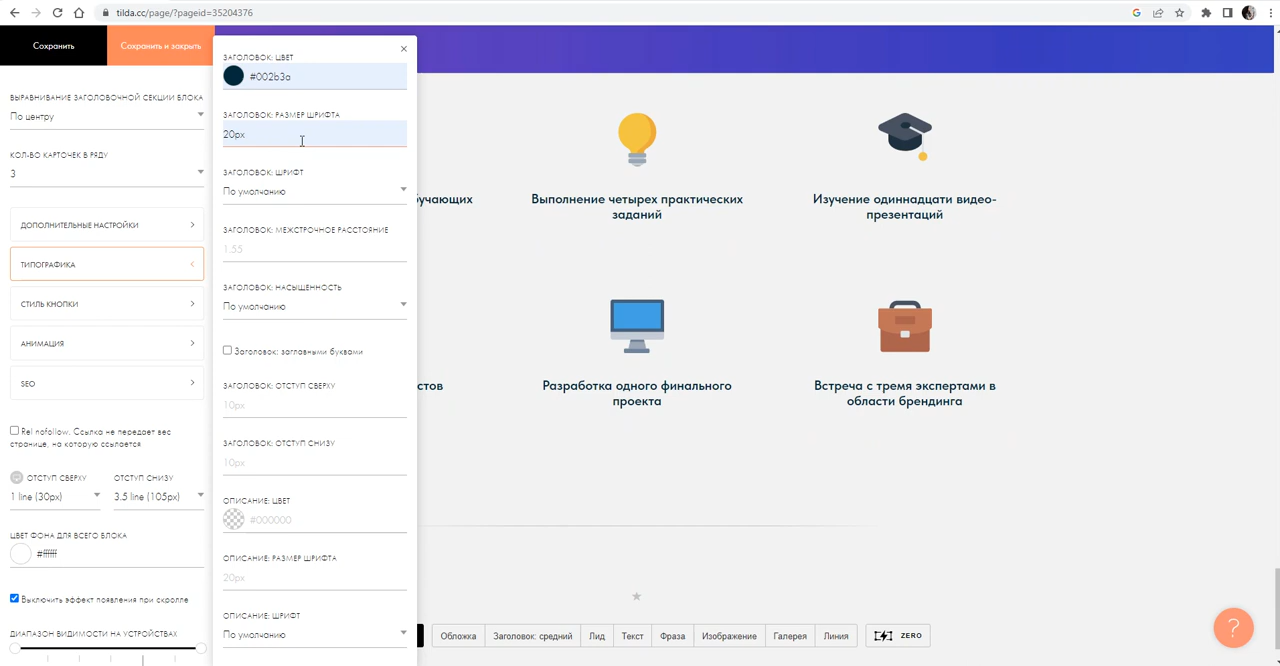 tilda.cc/page/?pageid=35204376
Сохранить
Сохранить и закрыть
ВЫРАВНИВАНИЕ ЗАГОЛОВОЧНОЙ СЕКЦИИ БЛОКА
По центру
КОЛ-ВО КАРТОЧЕК В РЯДУ
3
ДОПОЛНИТЕЛЬНЫЕ НАСТРОЙКИ
ТИПОГРАФИКА
СТИЛЬ КНОПКИ
АНИМАЦИЯ
SEO
Rel nofollow. Ссылка не передает вес
странице, на которую ссылается
ОТСТУП СВЕРХУ
ОТСТУП СНИЗУ
1 line (30px)
3.5 line (105px)
ЦВЕТ ФОНА ДЛЯ ВСЕГО БЛОКА
#ffffff
Выключить эффект появления при скролле
ДИАПАЗОН ВИДИМОСТИ НА УСТРОЙСТВАХ
ЗАГОЛОВОК: ЦВЕТ
#002b3a
ЗАГОЛОВОК: РАЗМЕР ШРИФТА
20px
ЗАГОЛОВОК: ШРИФТ
По умолчанию
ЗАГОЛОВОК: МЕЖСТРОЧНОЕ РАССТОЯНИЕ
1.55
ЗАГОЛОВОК: НАСЫЩЕННОСТЬ
По умолчанию
Заголовок: заглавными буквами
ЗАГОЛОВОК: ОТСТУП СВЕРХУ
10px
ЗАГОЛОВОК: ОТСТУП СНИЗУ
10px
ОПИСАНИЕ: ЦВЕТ
#000000
ОПИСАНИЕ: РАЗМЕР ШРИФТА
20px
ОПИСАНИЕ: ШРИФТ
По умолчанию
бучающих
Выполнение четырех практических
заданий
Изучение одиннадцати видео-
презентаций
стов
Разработка одного финального
проекта
Встреча с тремя экспертами в
области брендинга
Обложка
Заголовок: средний
Лид
Текст
Фраза
Изображение
Галерея
Линия
ZERO
?